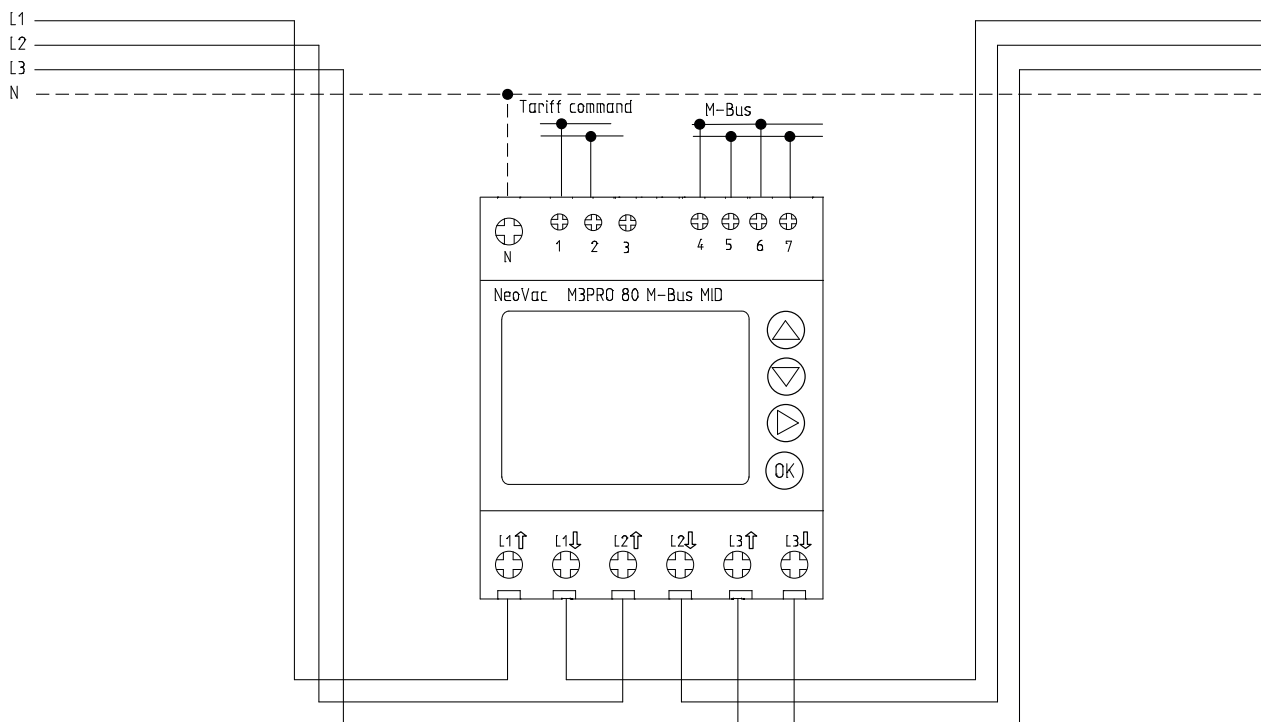 L1
L2
L3
N
Tariff command
M-Bus
N 1 2 3 4 5 6 7
NeoVac M3PRO 80 M-Bus MID
OK
L1⇧ L1⇩ L2⇧ L2⇩ L3⇧ L3⇩